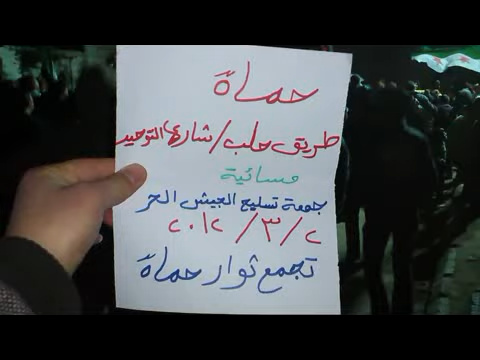 حماة
طريق حلب/شارع التوحيد
مسائية
جمعة تسليح الجيش الحر
٢/٣/٢٠١٢
تجمع ثوار حماة